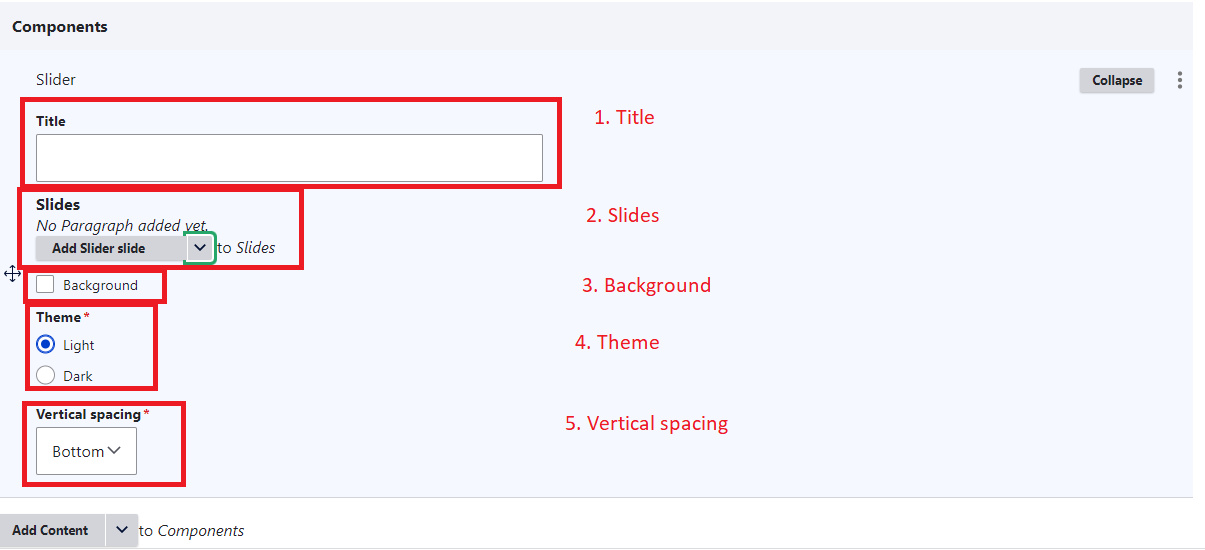 Components
Slider
Collapse
Title
1. Title
Slides
No Paragraph added yet.
2. Slides
Add Slider slide to Slides
Background
3. Background
Theme*
Light
4. Theme
Dark
Vertical spacing*
5. Vertical spacing
Bottom
Add Content to Components